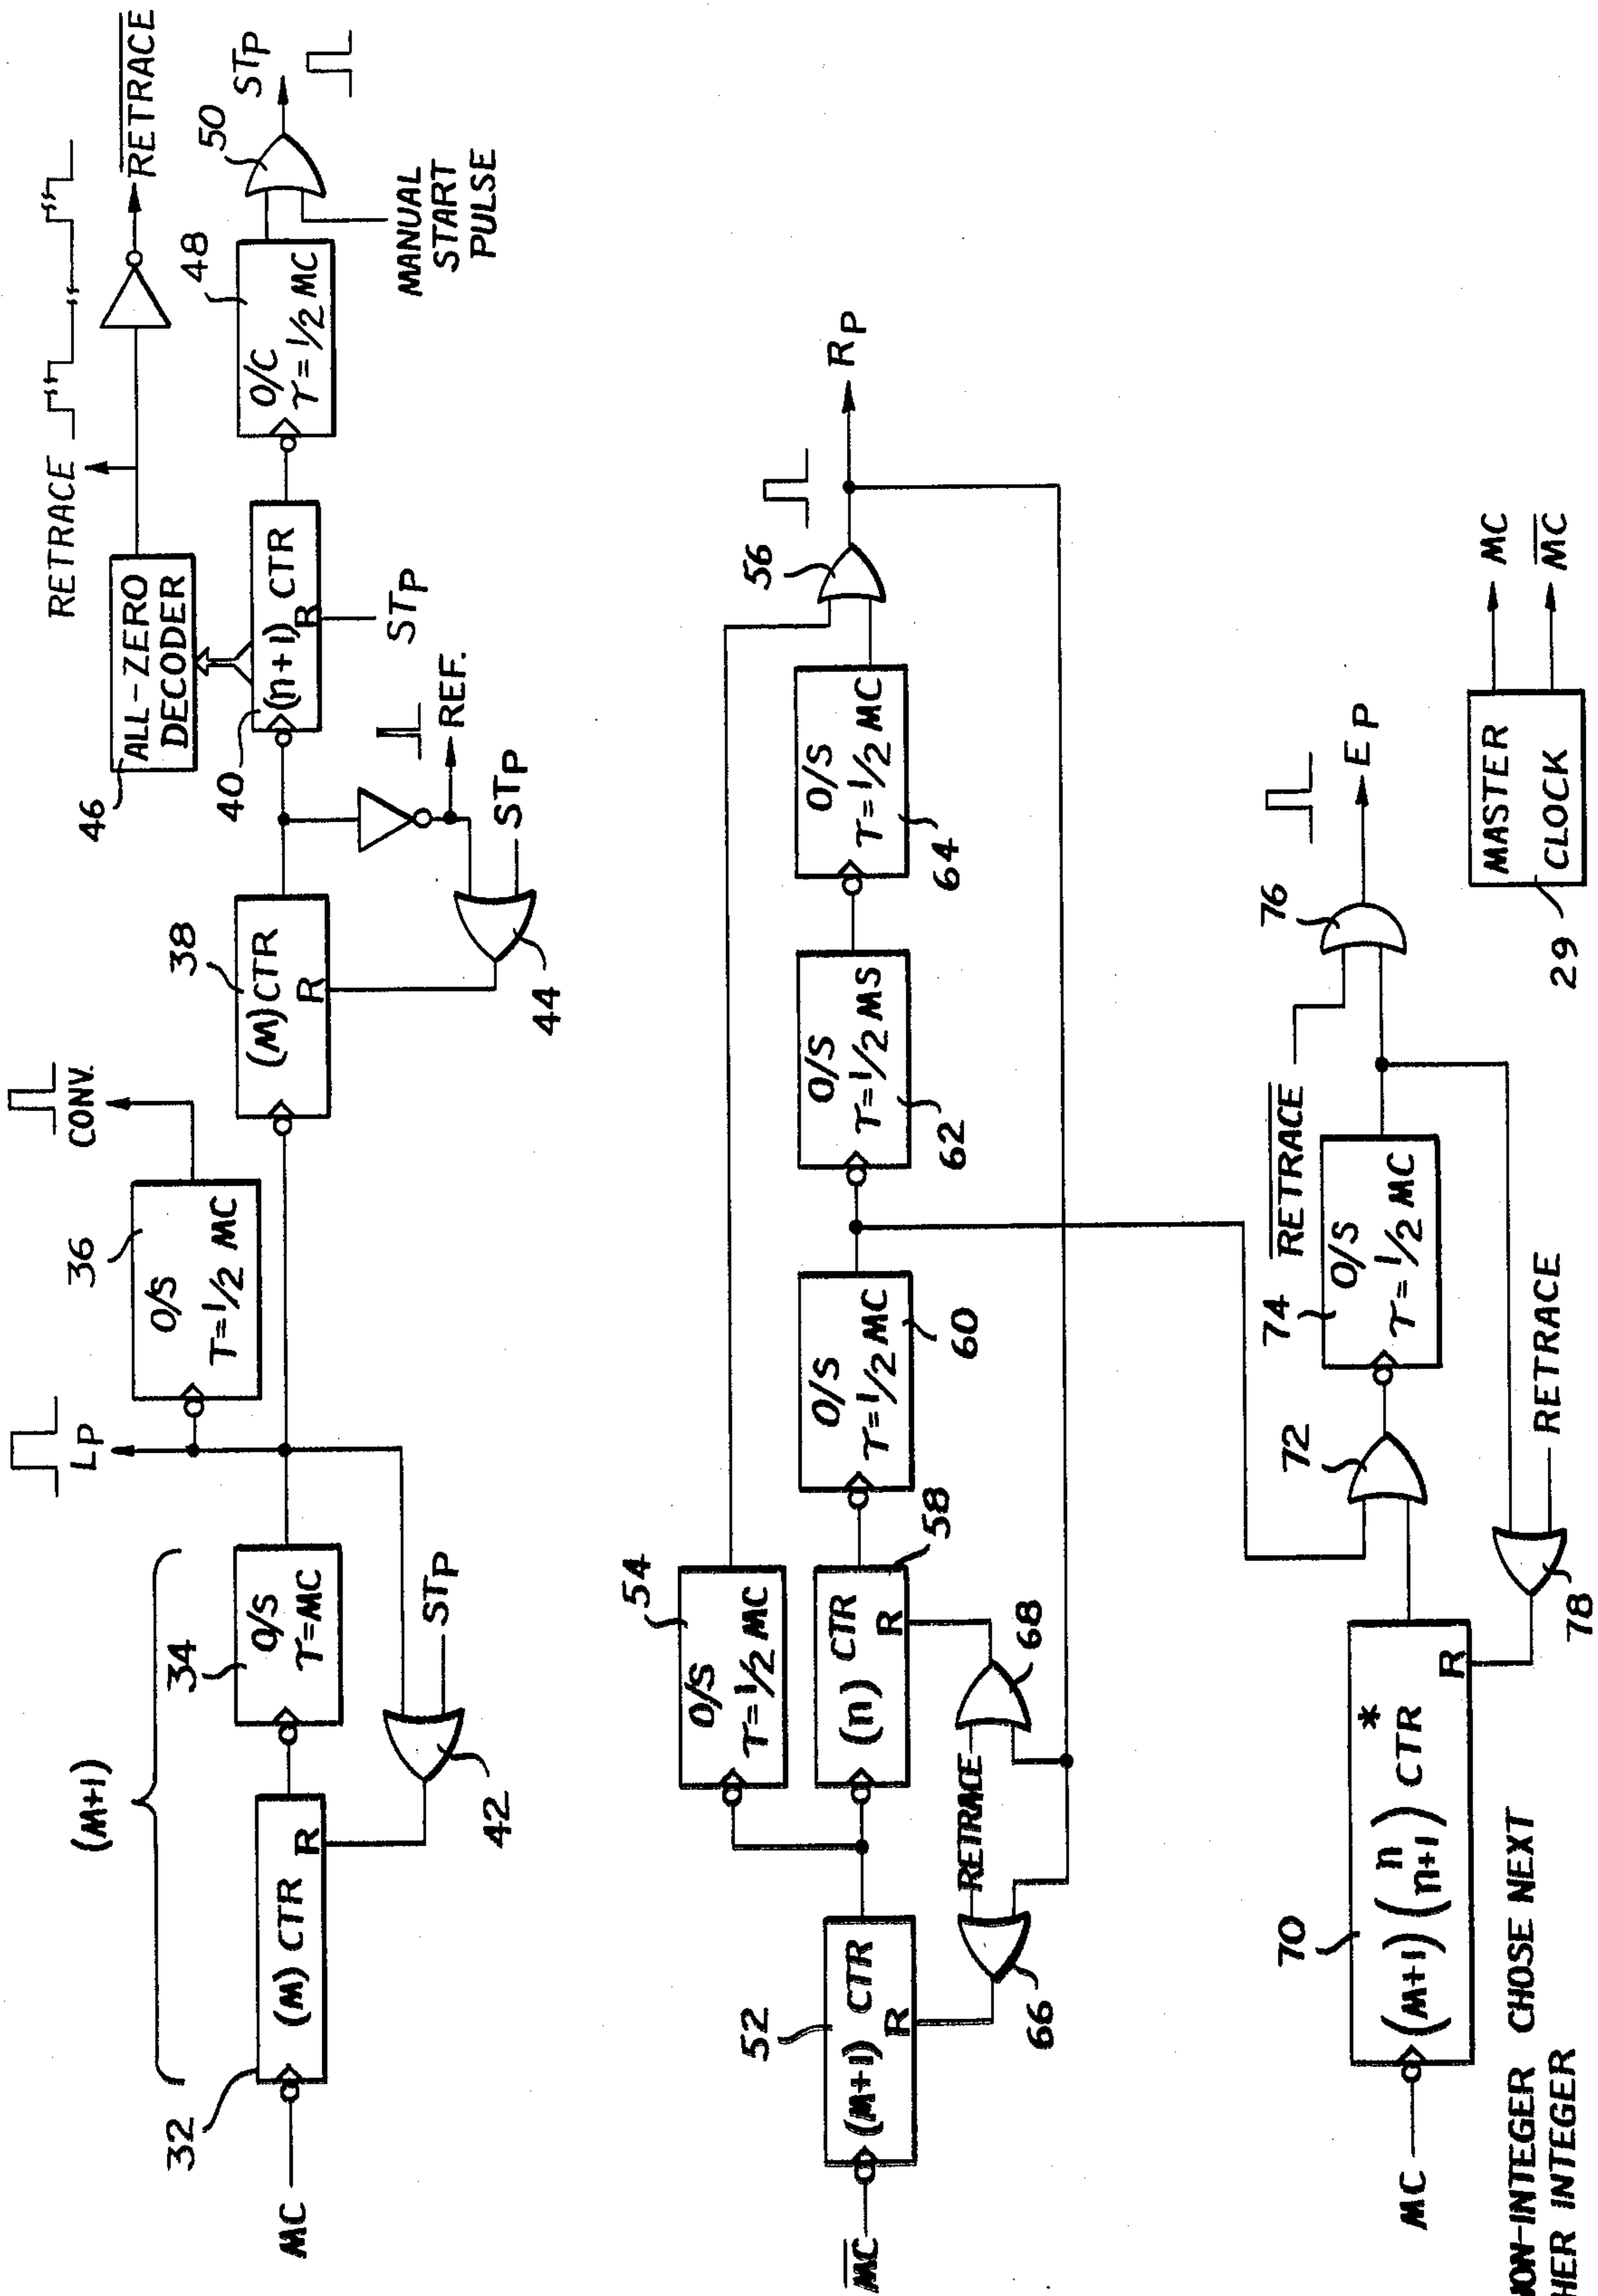 (M+1)
32
MC
(M) CTR
R
34
O/S
T=MC
42
STP
LP
36
O/S
T=1/2 MC
CONV.
38
(M) CTR
R
44
STP
REF.
40
(n+1) CTR
R
STP
46
ALL-ZERO
DECODER
RETRACE
RETRACE
48
O/C
T=1/2 MC
50
STP
MANUAL
START
PULSE
52
MC
(M+1) CTR
R
66
RETRACE
68
54
O/S
T=1/2 MC
(n) CTR
R
58
O/S
T=1/2 MC
60
O/S
T=1/2 MS
62
O/S
T=1/2 MC
64
56
RP
70
MC
(M+1) (n
n+1) CTR
*
R
78
RETRACE
72
74
O/S
T=1/2 MC
RETRACE
76
EP
MASTER
CLOCK
29
MC
MC
NON-INTEGER CHOSE NEXT
HER INTEGER